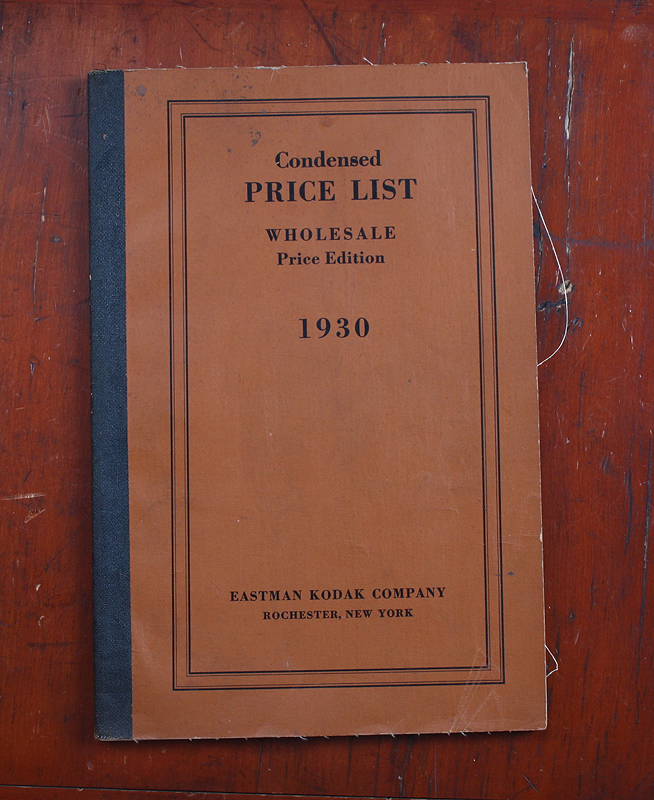 Condensed
PRICE LIST
WHOLESALE
Price Edition
1930
EASTMAN KODAK COMPANY
ROCHESTER, NEW YORK